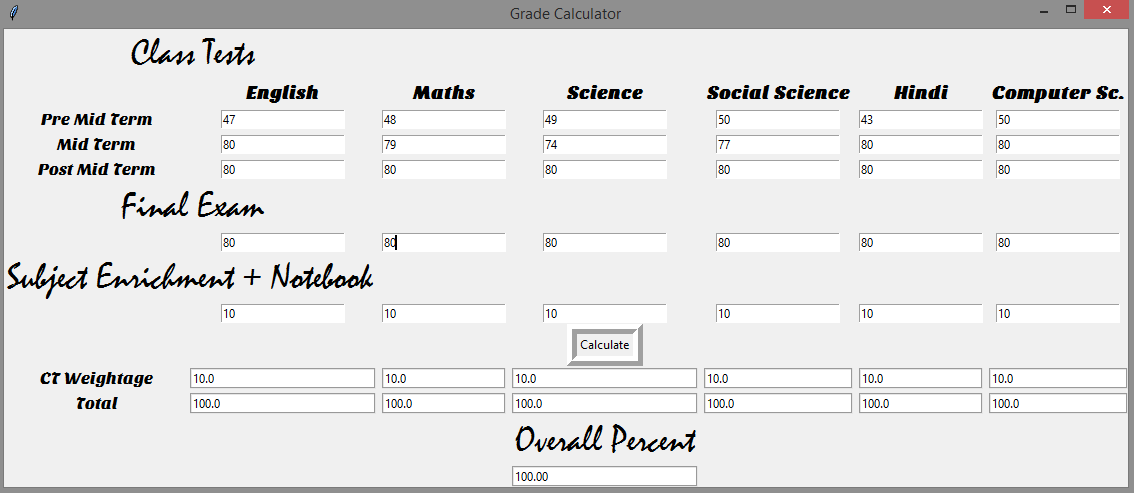 Grade Calculator
Class Tests
English Maths Science Social Science Hindi Computer Sc.
Pre Mid Term 47 48 49 50 43 50
Mid Term 80 79 74 77 80 80
Post Mid Term 80 80 80 80 80 80
Final Exam
80 80 80 80 80 80
Subject Enrichment + Notebook
10 10 10 10 10 10
Calculate
CT Weightage 10.0 10.0 10.0 10.0 10.0 10.0
Total 100.0 100.0 100.0 100.0 100.0 100.0
Overall Percent
100.00